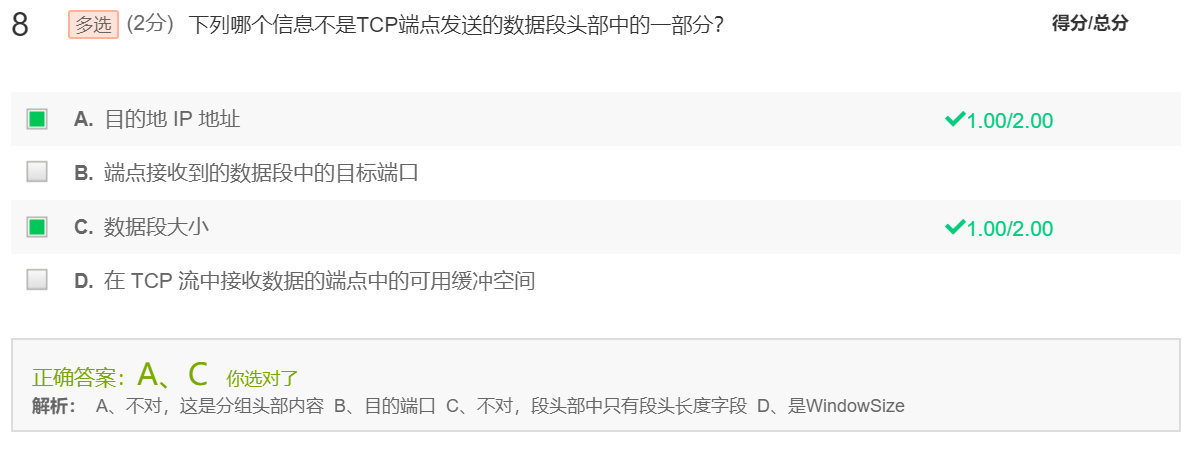 8 多选 (2分) 下列哪个信息不是TCP端点发送的数据段头部中的一部分? 得分/总分
A. 目的地 IP 地址 1.00/2.00
B. 端点接收到的数据段中的目标端口
C. 数据段大小 1.00/2.00
D. 在 TCP 流中接收数据的端点中的可用缓冲空间
正确答案：A、C 你选对了
解析： A、不对，这是分组头部内容 B、目的端口 C、不对，段头部中只有段头长度字段 D、是WindowSize